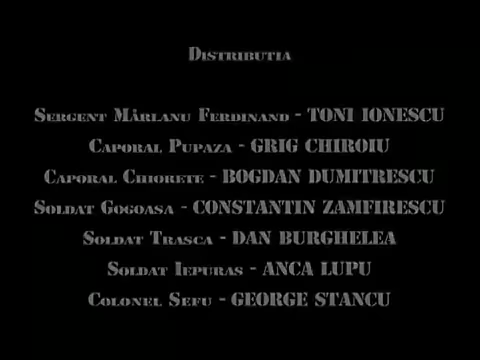 Distributia
Sergent Mârlanu Ferdinand - TONI IONESCU
Caporal Pupaza - GRIG CHIROIU
Caporal Chiorete - BOGDAN DUMITRESCU
Soldat Gogoasa - CONSTANTIN ZAMFIRESCU
Soldat Trasca - DAN BURGHELEA
Soldat Iepuras - ANCA LUPU
Colonel Sefu - GEORGE STANCU